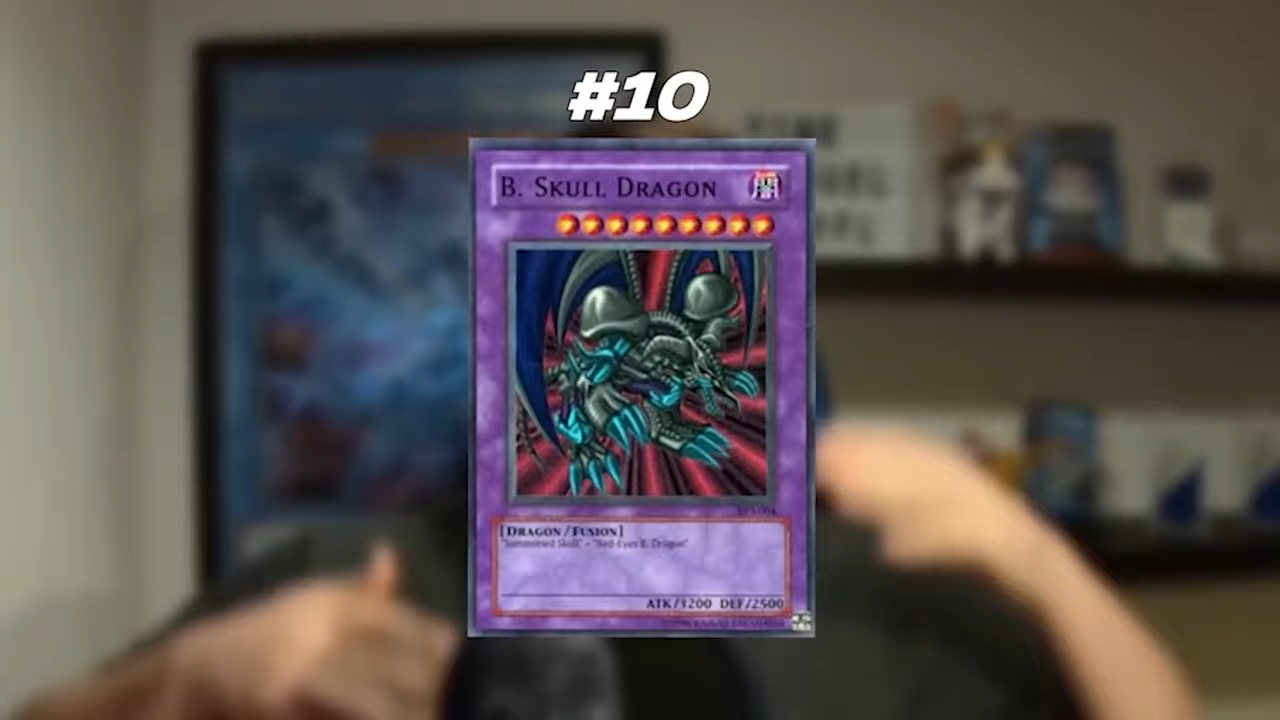 #10
B. SKULL DRAGON
[DRAGON/FUSION]
"Summoned Skull" + "Red-Eyes B. Dragon"
ATK/3200 DEF/2500